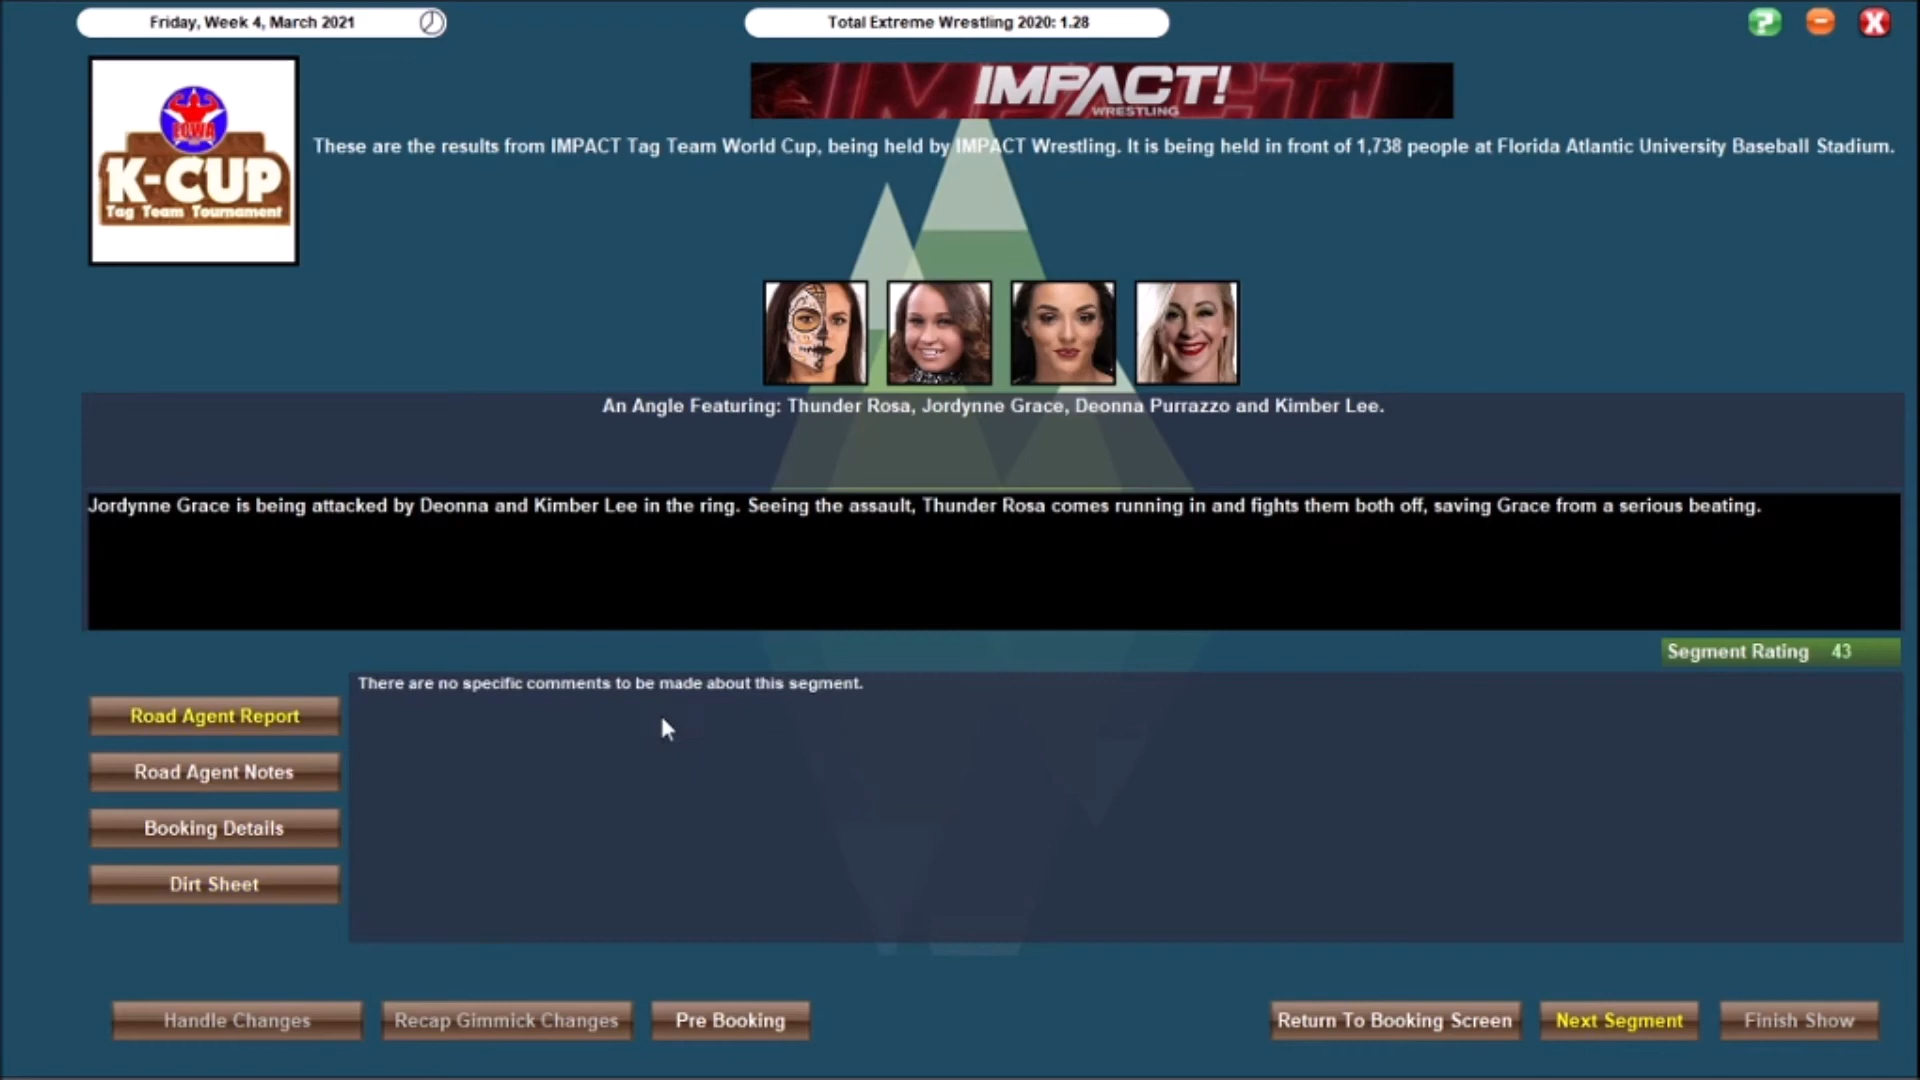 Friday, Week 4, March 2021
Total Extreme Wrestling 2020: 1.28
?
X
ECWA
K-CUP
Tag Team Tournament
IMPACT!
WRESTLING
These are the results from IMPACT Tag Team World Cup, being held by IMPACT Wrestling. It is being held in front of 1,738 people at Florida Atlantic University Baseball Stadium.
An Angle Featuring: Thunder Rosa, Jordynne Grace, Deonna Purrazzo and Kimber Lee.
Jordynne Grace is being attacked by Deonna and Kimber Lee in the ring. Seeing the assault, Thunder Rosa comes running in and fights them both off, saving Grace from a serious beating.
Segment Rating 43
There are no specific comments to be made about this segment.
Road Agent Report
Road Agent Notes
Booking Details
Dirt Sheet
Handle Changes
Recap Gimmick Changes
Pre Booking
Return To Booking Screen
Next Segment
Finish Show